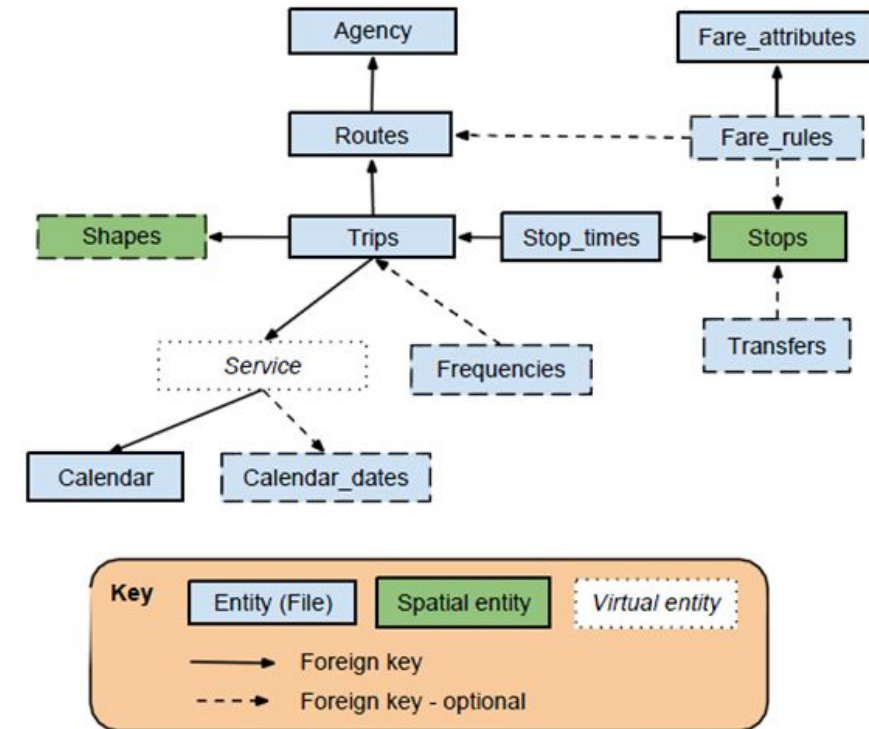 Agency
Fare_attributes
Routes
Fare_rules
Shapes
Trips
Stop_times
Stops
Service
Frequencies
Transfers
Calendar
Calendar_dates
Key
Entity (File)
Spatial entity
Virtual entity
Foreign key
Foreign key - optional